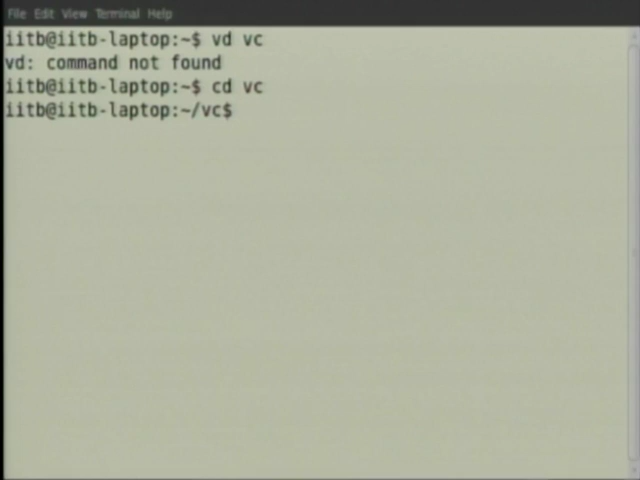 File Edit View Terminal Help
iitb@iitb-laptop:~$ vd vc
vd: command not found
iitb@iitb-laptop:~$ cd vc
iitb@iitb-laptop:~/vc$